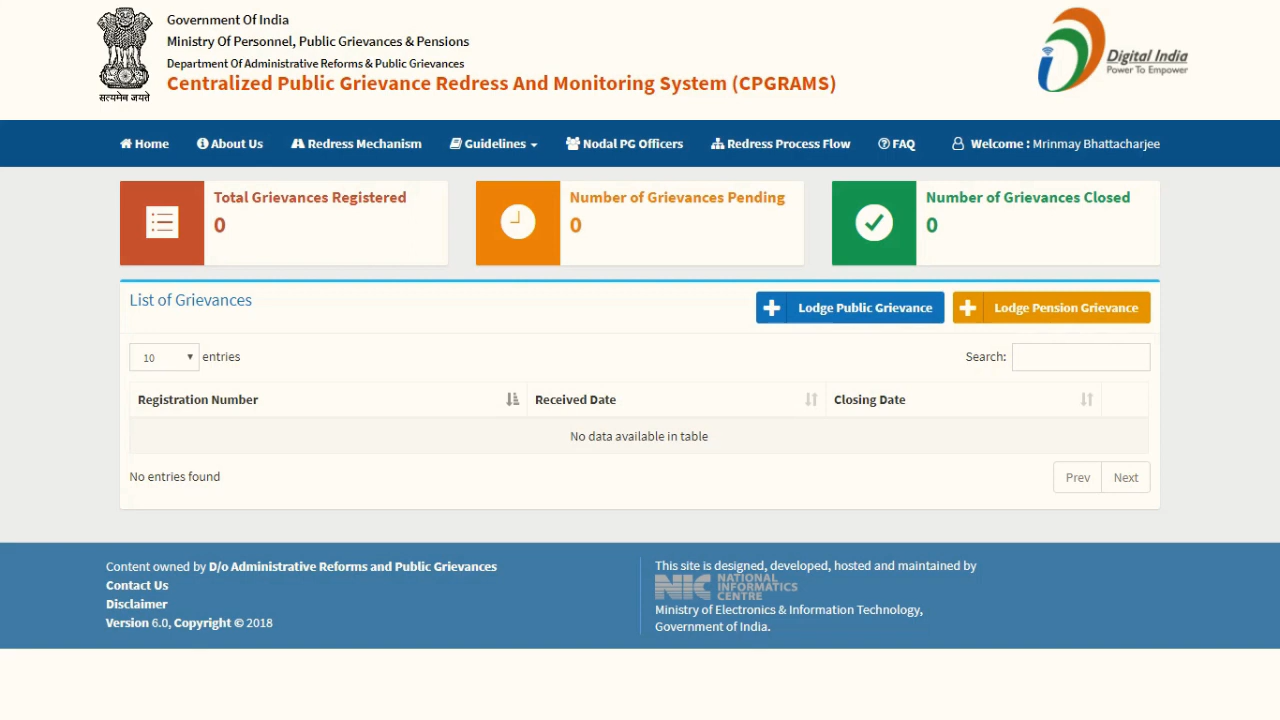 Government Of India
Ministry Of Personnel, Public Grievances & Pensions
Department Of Administrative Reforms & Public Grievances
Centralized Public Grievance Redress And Monitoring System (CPGRAMS)
सत्यमेव जयते
Digital India
Power To Empower
Home About Us Redress Mechanism Guidelines Nodal PG Officers Redress Process Flow FAQ Welcome : Mrinmay Bhattacharjee
Total Grievances Registered
0
Number of Grievances Pending
0
Number of Grievances Closed
0
List of Grievances
Lodge Public Grievance
Lodge Pension Grievance
10 entries
Search:
Registration Number Received Date Closing Date
No data available in table
No entries found
Prev Next
Content owned by D/o Administrative Reforms and Public Grievances
Contact Us
Disclaimer
Version 6.0, Copyright © 2018
This site is designed, developed, hosted and maintained by
NIC NATIONAL
INFORMATICS
CENTRE
Ministry of Electronics & Information Technology,
Government of India.